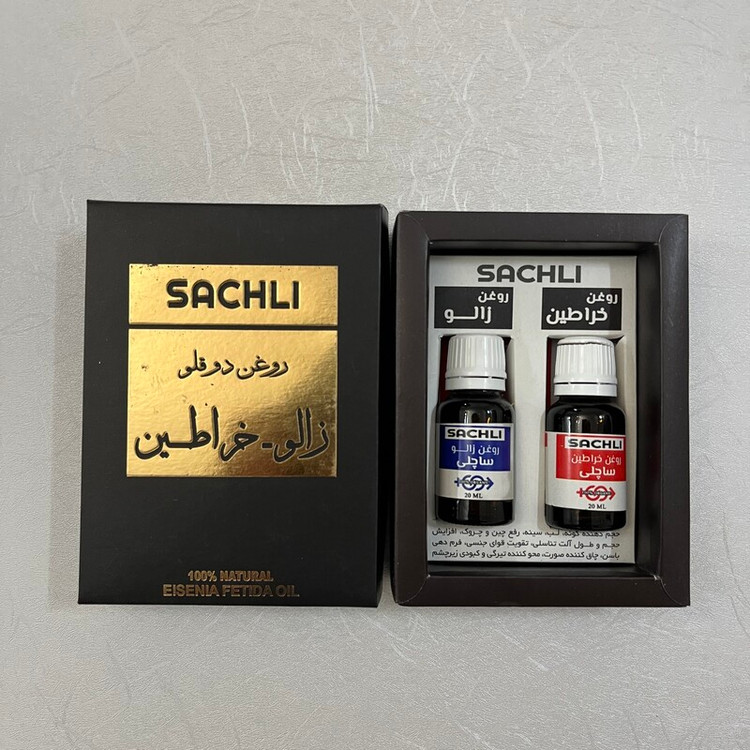 SACHLI
روغن دوقلو
زالو-خراطین
100% NATURAL
EISENIA FETIDA OIL
SACHLI
روغن
زالو
روغن
خراطین
SACHLI
روغن زالو
ساچلی
20 ML
SACHLI
روغن خراطین
ساچلی
20 ML
حجم دهنده گونه، لب، سینه، رفع چین و چروک، افزایش
حجم و طول آلت تناسلی، تقویت قوای جنسی، فرم دهی
باسن، چاق کننده صورت، محو کننده تیرگی و کبودی زیرچشم